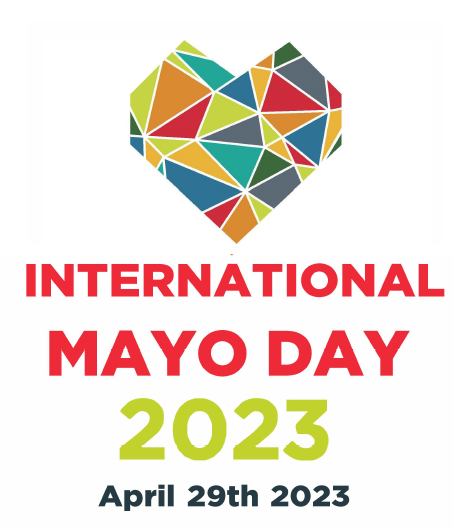 INTERNATIONAL
MAYO DAY
2023
April 29th 2023